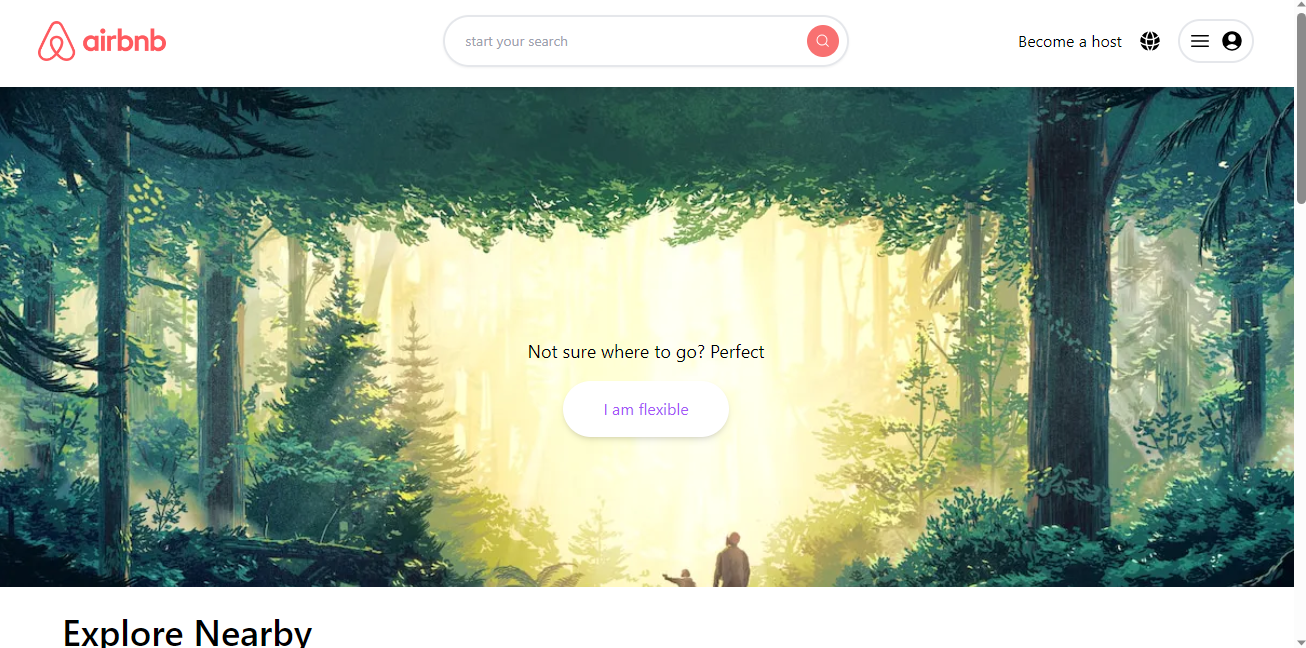 airbnb
start your search
Become a host
Not sure where to go? Perfect
I am flexible
Explore Nearby